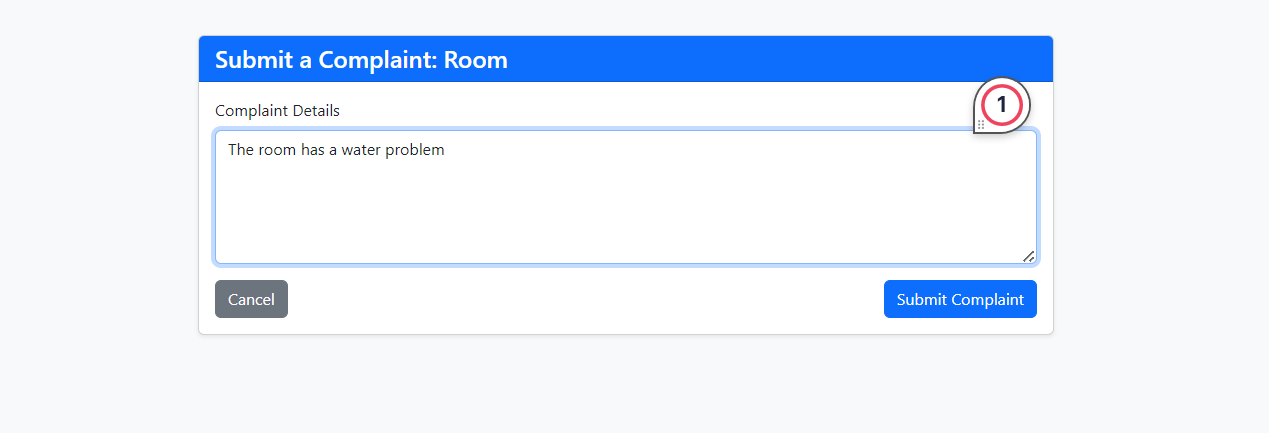 Submit a Complaint: Room
1
Complaint Details
The room has a water problem
Cancel
Submit Complaint